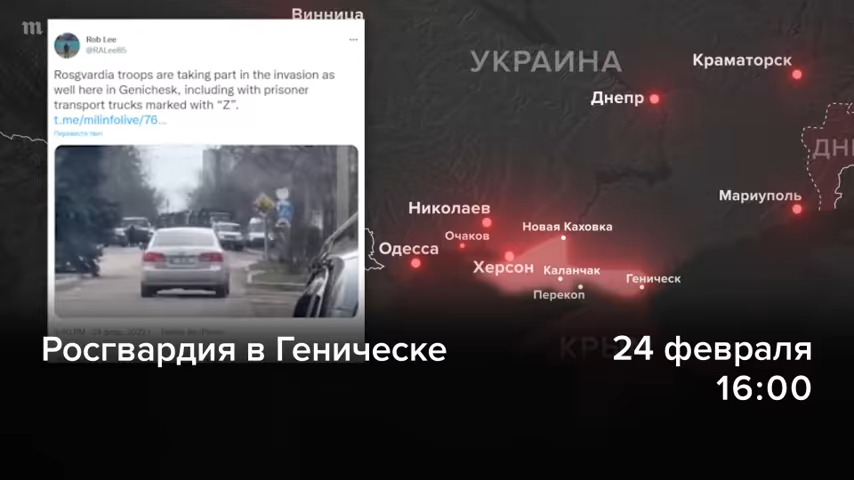 Винница
m
Rob Lee
@RALee85
Rosgvardia troops are taking part in the invasion as
well here in Genichesk, including with prisoner
transport trucks marked with “Z”.
t.me/milinfolive/76...
Перевести твит
УКРАИНА
Краматорск
Днепр
ДН
Мариуполь
Николаев
Очаков
Новая Каховка
Одесса
Херсон
Каланчак
Геническ
Перекоп
КРЫ
Росгвардия в Геническе
24 февраля
16:00